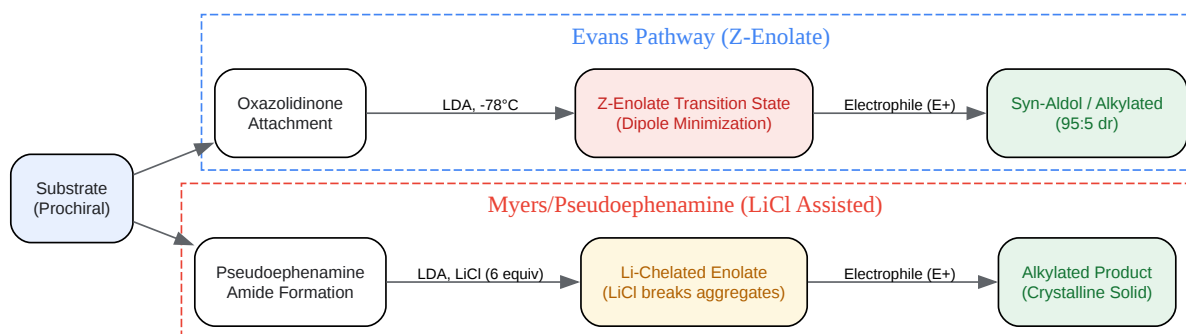 Evans Pathway (Z-Enolate)
Oxazolidinone
Attachment
LDA, -78°C
Z-Enolate Transition State
(Dipole Minimization)
Electrophile (E+)
Syn-Aldol / Alkylated
(95:5 dr)
Substrate
(Prochiral)
Myers/Pseudoephenamine (LiCl Assisted)
Pseudoephenamine
Amide Formation
LDA, LiCl (6 equiv)
Li-Chelated Enolate
(LiCl breaks aggregates)
Electrophile (E+)
Alkylated Product
(Crystalline Solid)